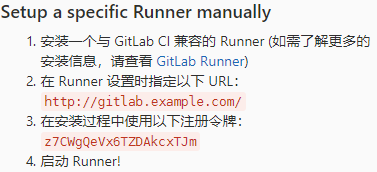 Setup a specific Runner manually
1. 安装一个与 GitLab CI 兼容的 Runner (如需了解更多的
安装信息，请查看 GitLab Runner)
2. 在 Runner 设置时指定以下 URL：
http://gitlab.example.com/
3. 在安装过程中使用以下注册令牌：
z7CWgQeVx6TZDAkcxTJm
4. 启动 Runner!